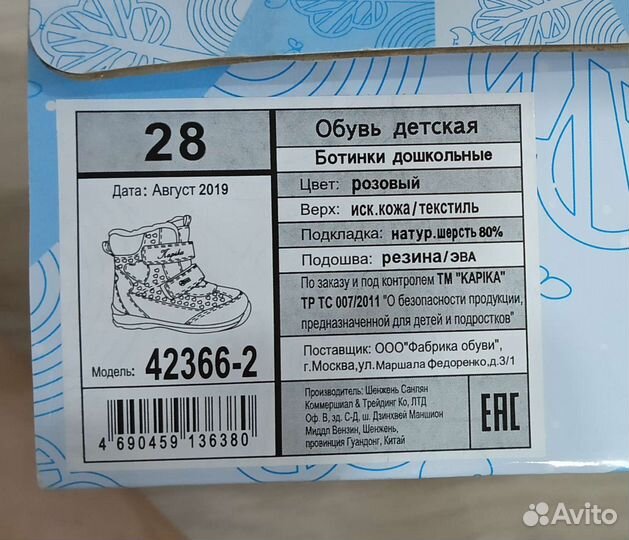 28
Дата: Август 2019
Kapika
Модель: 42366-2
4 690459 136380
Обувь детская
Ботинки дошкольные
Цвет: розовый
Верх: иск.кожа/текстиль
Подкладка: натур.шерсть 80%
Подошва: резина/ЭВА
По заказу и под контролем ТМ "KAPIKA"
ТР ТС 007/2011 "О безопасности продукции,
предназначенной для детей и подростков"
Поставщик: ООО"Фабрика обуви",
г.Москва,ул.Маршала Федоренко,д.3/1
Производитель: Шенжень Санлян
Коммершиал & Трейдинг Ко, ЛТД
Оф. В, зд. С-Д, ш. Дзинхвей Маншион
Миддл Вензин, Шеньжень,
провинция Гуандонг, Китай
EAC
Avito